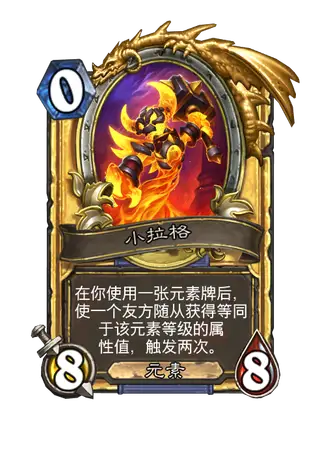 0
小拉格
在你使用一张元素牌后，
使一个友方随从获得等同
于该元素等级的属
性值，触发两次。
8
元素
8